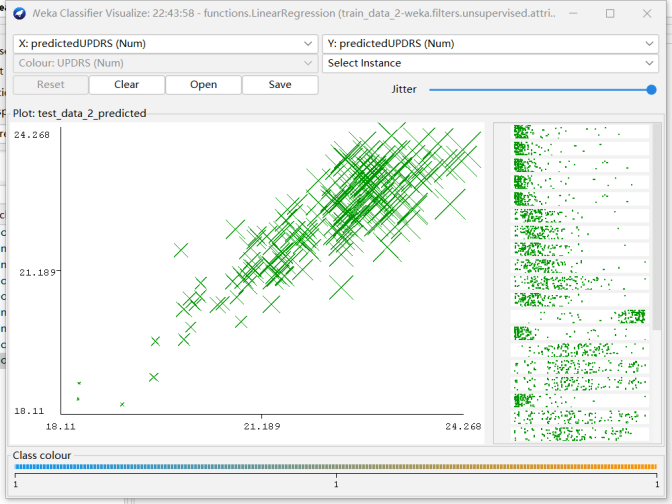 Weka Classifier Visualize: 22:43:58 - functions.LinearRegression (train_data_2-weka.filters.unsupervised.attri..
X: predictedUPDRS (Num)
Y: predictedUPDRS (Num)
Colour: UPDRS (Num)
Select Instance
Reset
Clear
Open
Save
Jitter
Plot: test_data_2_predicted
24.268
21.189
18.11
18.11
21.189
24.268
Class colour
1
1
1